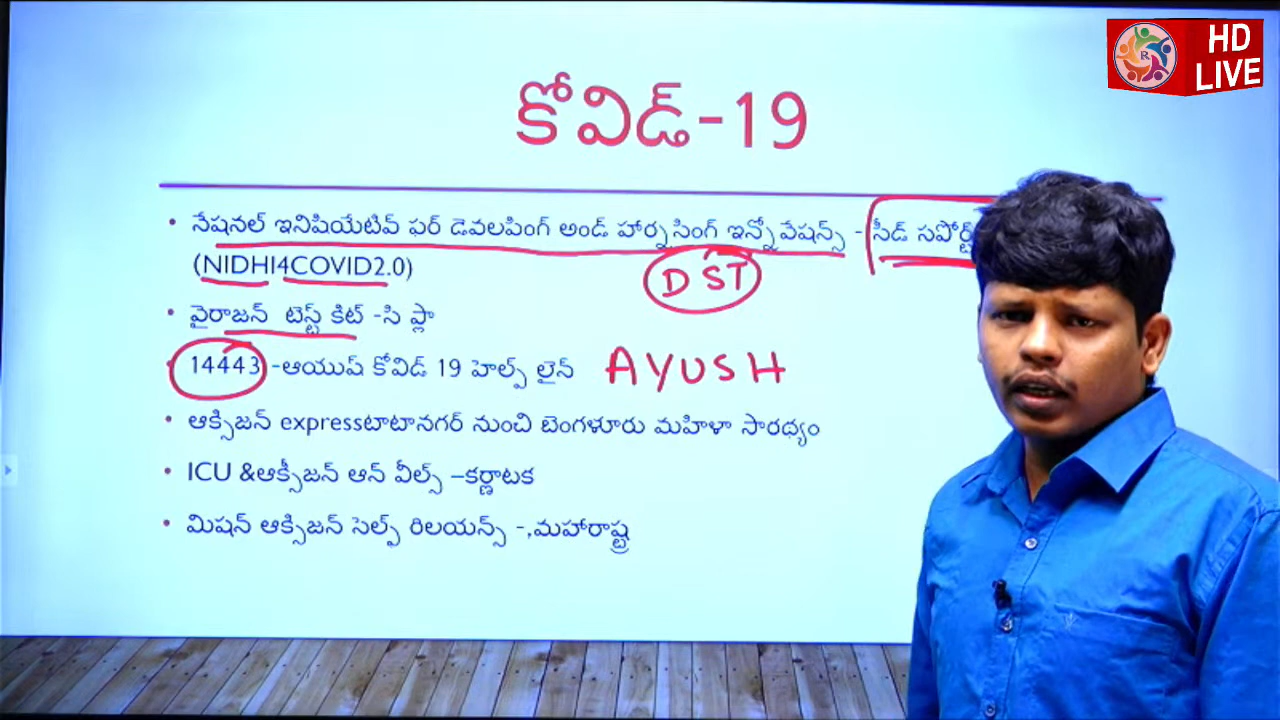 HD
LIVE
R
కోవిడ్-19
• నేషనల్ ఇనిషియేటివ్ ఫర్ డెవలపింగ్ అండ్ హార్నసింగ్ ఇన్నోవేషన్స్ - సీడ్ సపోర్ట్
(NIDHI4COVID2.0)
DST
• వైరాజన్ టెస్ట్ కిట్ -సి ప్లా
• 14443 -ఆయుష్ కోవిడ్ 19 హెల్ప్ లైన్ AYUSH
• ఆక్సిజన్ expressటాటానగర్ నుంచి బెంగళూరు మహిళా సారథ్యం
• ICU &ఆక్సీజన్ ఆన్ వీల్స్ –కర్ణాటక
• మిషన్ ఆక్సిజన్ సెల్ఫ్ రిలయన్స్ -,మహారాష్ట్ర